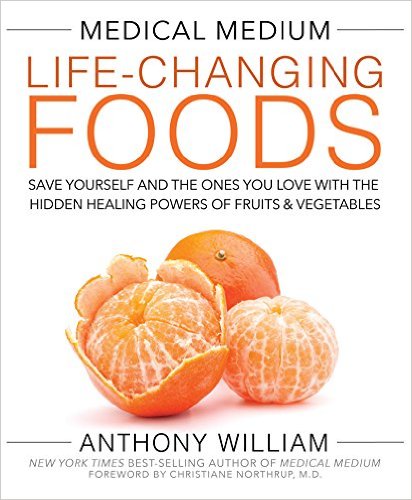 MEDICAL MEDIUM
LIFE-CHANGING
FOODS
SAVE YOURSELF AND THE ONES YOU LOVE WITH THE
HIDDEN HEALING POWERS OF FRUITS & VEGETABLES
ANTHONY WILLIAM
NEW YORK TIMES BEST-SELLING AUTHOR OF MEDICAL MEDIUM
FOREWORD BY CHRISTIANE NORTHRUP, M.D.